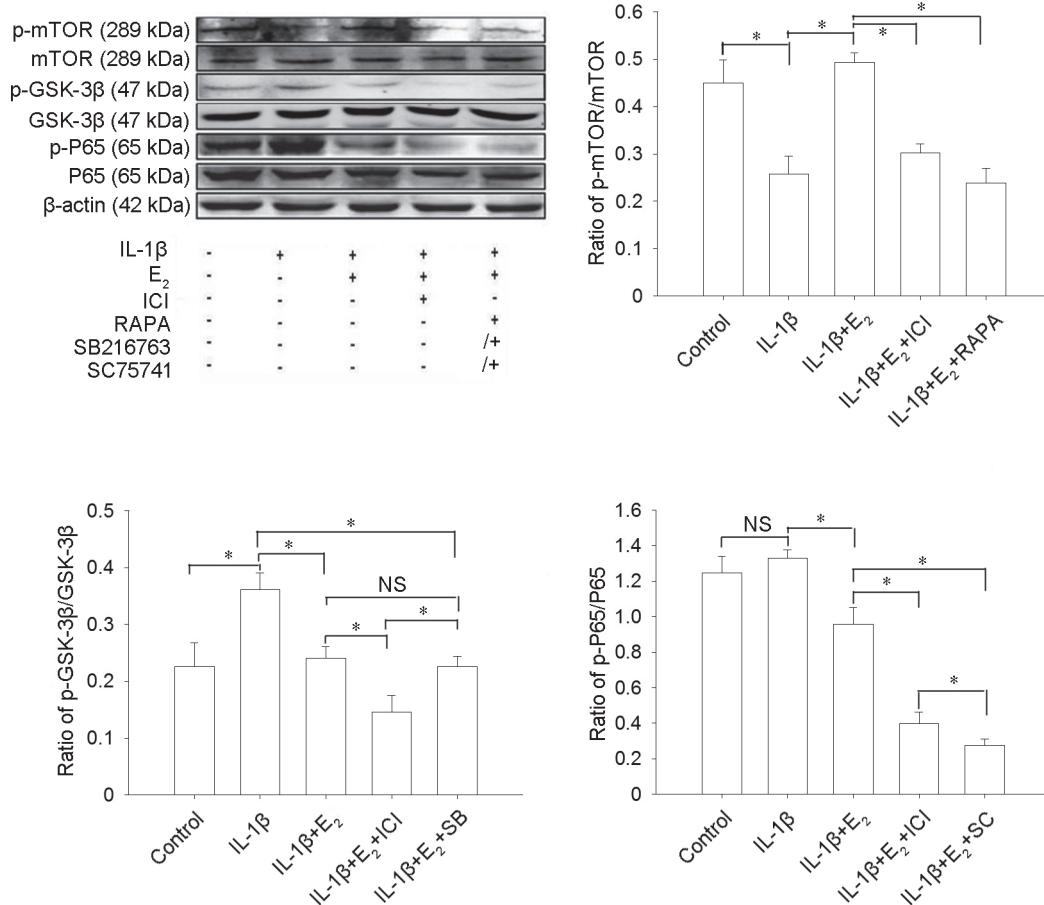 p-mTOR (289 kDa)
mTOR (289 kDa)
p-GSK-3β (47 kDa)
GSK-3β (47 kDa)
p-P65 (65 kDa)
P65 (65 kDa)
β-actin (42 kDa)
IL-1β - + + + +
E₂ - - + + +
ICI - - - + -
RAPA - - - - +
SB216763 - - - - /+
SC75741 - - - - /+
Ratio of p-mTOR/mTOR
0.6
0.5
0.4
0.3
0.2
0.1
0
* * * *
Control
IL-1β
IL-1β+E₂
IL-1β+E₂+ICI
IL-1β+E₂+RAPA
Ratio of p-GSK-3β/GSK-3β
0.5
0.4
0.3
0.2
0.1
0
*
* *
NS
* *
Control
IL-1β
IL-1β+E₂
IL-1β+E₂+ICI
IL-1β+E₂+SB
Ratio of p-P65/P65
1.6
1.4
1.2
1.0
0.8
0.6
0.4
0.2
0
NS *
*
*
*
Control
IL-1β
IL-1β+E₂
IL-1β+E₂+ICI
IL-1β+E₂+SC